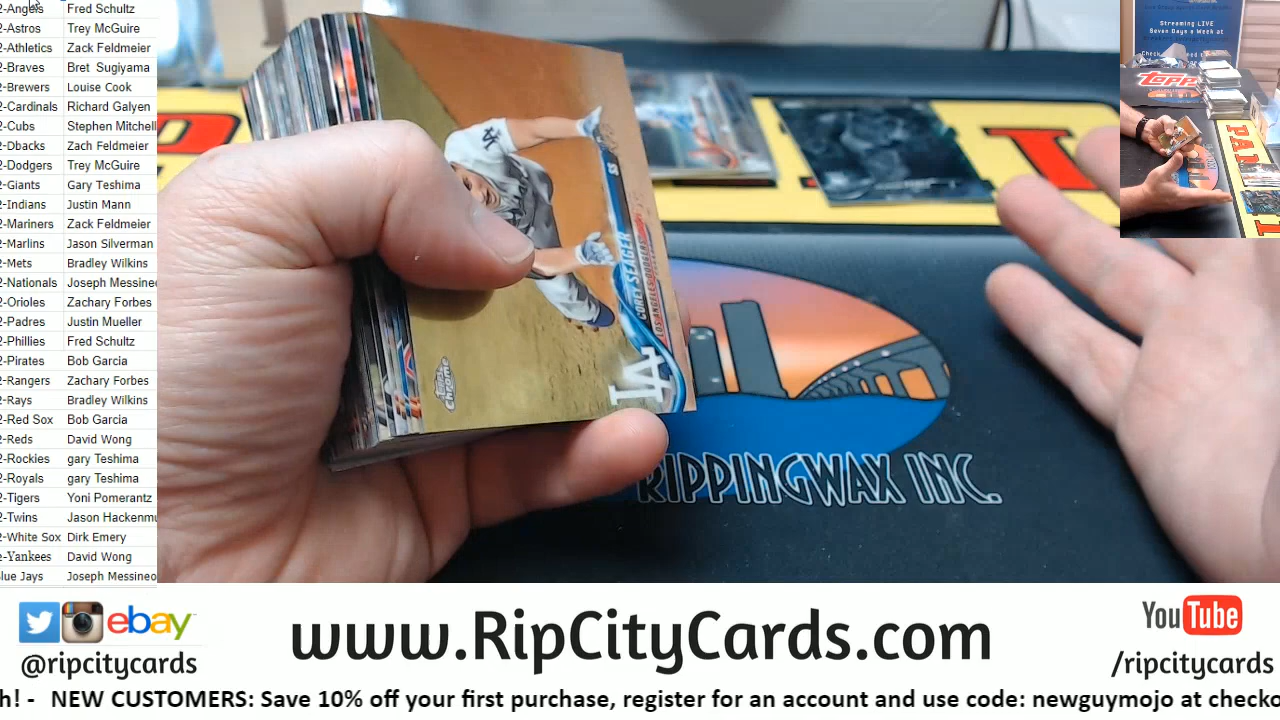 2-Angels Fred Schultz
2-Astros Trey McGuire
2-Athletics Zack Feldmeier
2-Braves Bret Sugiyama
2-Brewers Louise Cook
2-Cardinals Richard Galyen
2-Cubs Stephen Mitchell
2-Dbacks Zach Feldmeier
2-Dodgers Trey McGuire
2-Giants Gary Teshima
2-Indians Justin Mann
2-Mariners Zack Feldmeier
2-Marlins Jason Silverman
2-Mets Bradley Wilkins
2-Nationals Joseph Messineo
2-Orioles Zachary Forbes
2-Padres Justin Mueller
2-Phillies Fred Schultz
2-Pirates Bob Garcia
2-Rangers Zachary Forbes
2-Rays Bradley Wilkins
2-Red Sox Bob Garcia
2-Reds David Wong
2-Rockies gary Teshima
2-Royals gary Teshima
2-Tigers Yoni Pomerantz
2-Twins Jason Hackenmu
2-White Sox Dirk Emery
2-Yankees David Wong
lue Jays Joseph Messineo
SS
COREY SEAGER
LOS ANGELES DODGERS
LA
Topps Chrome
RIPPINGWAX INC.
Streaming LIVE
Seven Days a Week at
Topp
PA
ebay
@ripcitycards
www.RipCityCards.com
YouTube
/ripcitycards
h! - NEW CUSTOMERS: Save 10% off your first purchase, register for an account and use code: newguymojo at checko